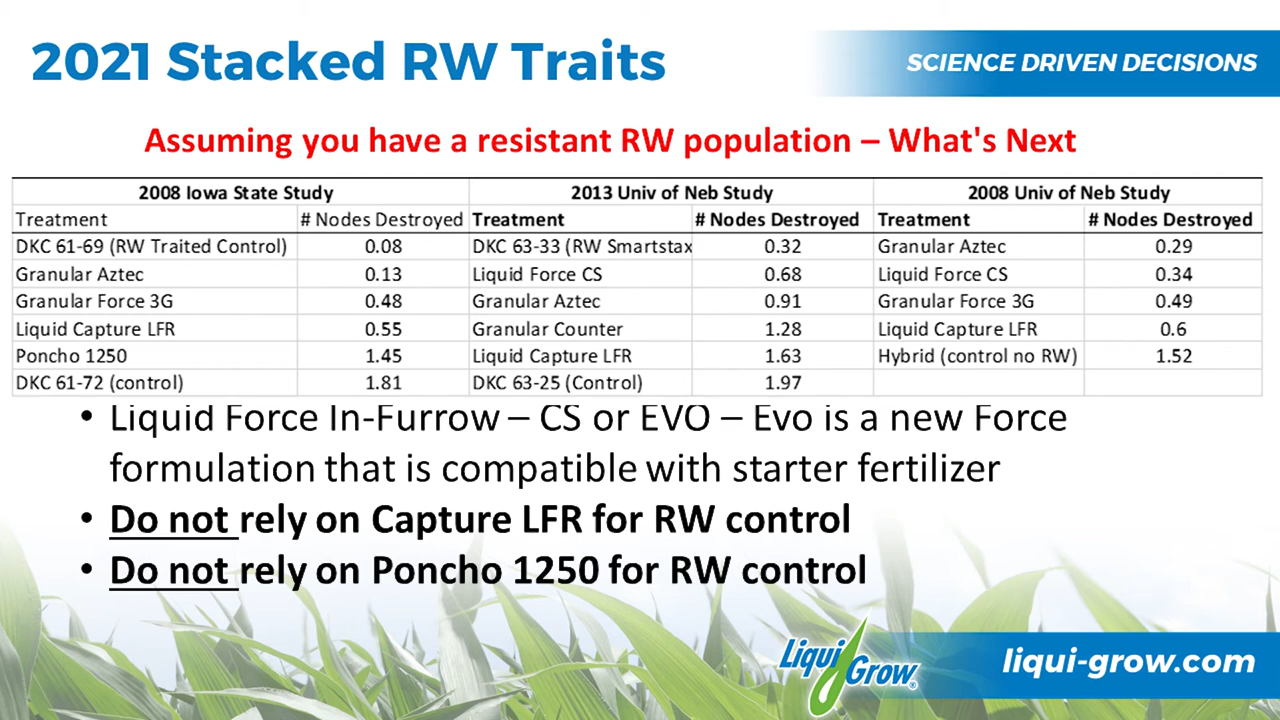 2021 Stacked RW Traits
SCIENCE DRIVEN DECISIONS
Assuming you have a resistant RW population – What's Next
2008 Iowa State Study 2013 Univ of Neb Study 2008 Univ of Neb Study
Treatment # Nodes Destroyed Treatment # Nodes Destroyed Treatment # Nodes Destroyed
DKC 61-69 (RW Traited Control) 0.08 DKC 63-33 (RW Smartstax 0.32 Granular Aztec 0.29
Granular Aztec 0.13 Liquid Force CS 0.68 Liquid Force CS 0.34
Granular Force 3G 0.48 Granular Aztec 0.91 Granular Force 3G 0.49
Liquid Capture LFR 0.55 Granular Counter 1.28 Liquid Capture LFR 0.6
Poncho 1250 1.45 Liquid Capture LFR 1.63 Hybrid (control no RW) 1.52
DKC 61-72 (control) 1.81 DKC 63-25 (Control) 1.97
• Liquid Force In-Furrow – CS or EVO – Evo is a new Force
formulation that is compatible with starter fertilizer
• Do not rely on Capture LFR for RW control
• Do not rely on Poncho 1250 for RW control
Liqui Grow®
liqui-grow.com